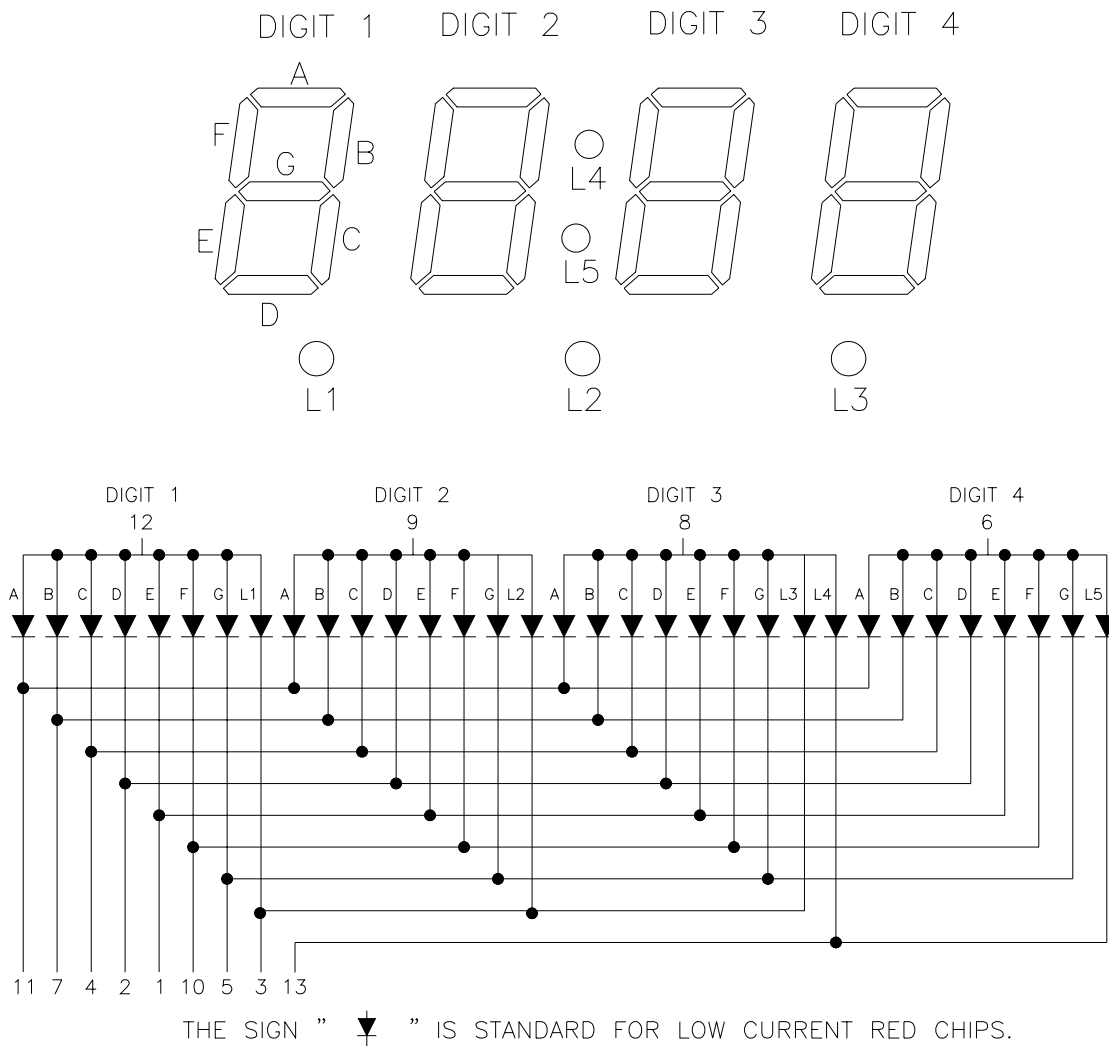 DIGIT 1 DIGIT 2 DIGIT 3 DIGIT 4
A
F B
G
L4
E C L5
D
L1 L2 L3
DIGIT 1 DIGIT 2 DIGIT 3 DIGIT 4
12 9 8 6
A B C D E F G L1 A B C D E F G L2 A B C D E F G L3 L4 A B C D E F G L5
11 7 4 2 1 10 5 3 13
THE SIGN " " IS STANDARD FOR LOW CURRENT RED CHIPS.